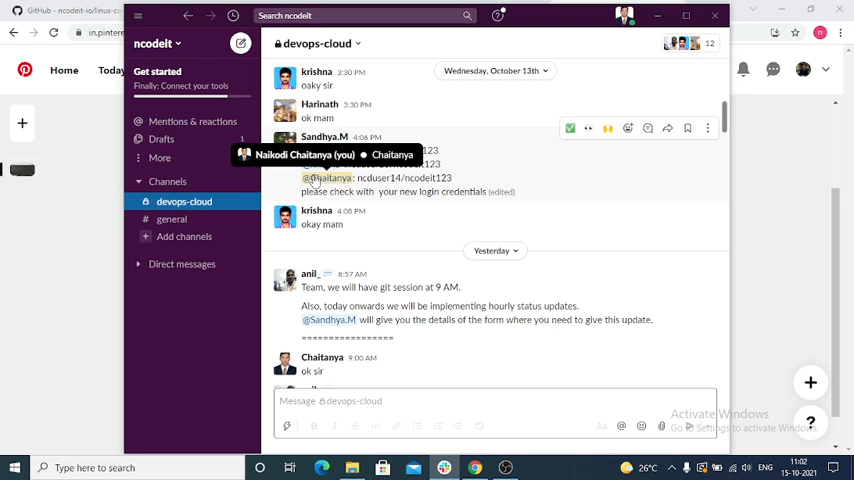 GitHub - ncodeit-io/linux-co
in.pintere
Home
Today
Search ncodeit
ncodeit
Get started
Finally: Connect your tools
Mentions & reactions
Drafts 1
More
Channels
devops-cloud
# general
+ Add channels
Direct messages
devops-cloud
12
Wednesday, October 13th
krishna 3:30 PM
oaky sir
Harinath 3:30 PM
ok mam
Sandhya.M 4:06 PM
123
Naikodi Chaitanya (you) Chaitanya
@Chaitanya: ncduser14/ncodeit123
please check with your new login credentials (edited)
krishna 4:08 PM
okay mam
Yesterday
anil_ 8:57 AM
Team, we will have git session at 9 AM.
Also, today onwards we will be implementing hourly status updates.
@Sandhya.M will give you the details of the form where you need to give this update.
=================
Chaitanya 9:00 AM
ok sir
Message devops-cloud
Activate Windows
Go to Settings to activate Windows.
Type here to search
26°C
ENG
11:02
15-10-2021